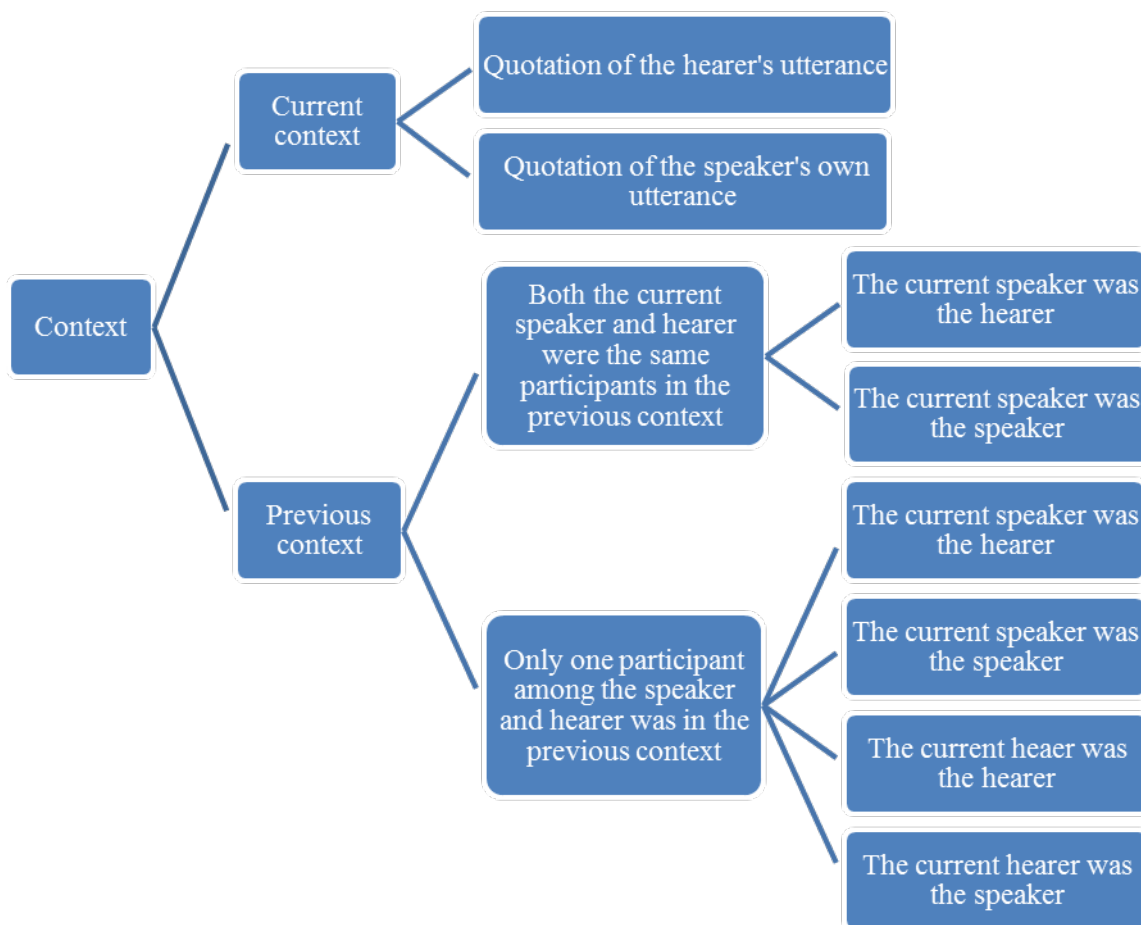 Quotation of the hearer's utterance
Current
context
Quotation of the speaker's own
utterance
Context
Both the current
speaker and hearer
were the same
participants in the
previous context
The current speaker was
the hearer
The current speaker was
the speaker
Previous
context
Only one participant
among the speaker
and hearer was in the
previous context
The current speaker was
the hearer
The current speaker was
the speaker
The current heaer was
the hearer
The current hearer was
the speaker